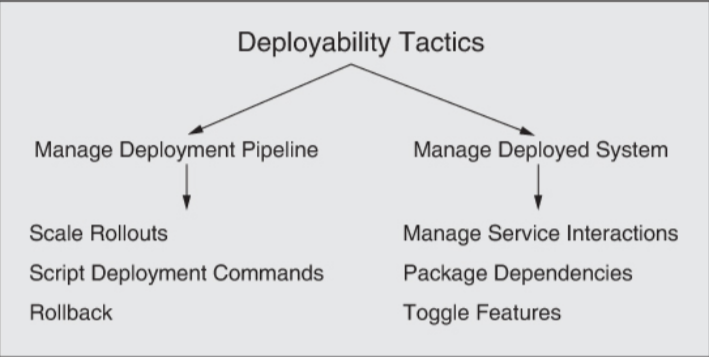 Deployability Tactics
Manage Deployment Pipeline
Scale Rollouts
Script Deployment Commands
Rollback
Manage Deployed System
Manage Service Interactions
Package Dependencies
Toggle Features